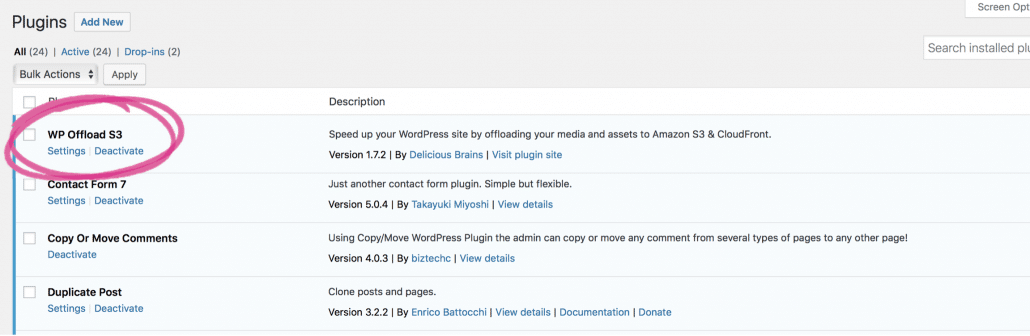 Screen Opt
Plugins Add New
All (24) | Active (24) | Drop-ins (2)
Search installed plu
Bulk Actions Apply
Description
WP Offload S3 Speed up your WordPress site by offloading your media and assets to Amazon S3 & CloudFront.
Settings | Deactivate Version 1.7.2 | By Delicious Brains | Visit plugin site
Contact Form 7 Just another contact form plugin. Simple but flexible.
Settings | Deactivate Version 5.0.4 | By Takayuki Miyoshi | View details
Copy Or Move Comments Using Copy/Move WordPress Plugin the admin can copy or move any comment from several types of pages to any other page!
Deactivate Version 4.0.3 | By biztechc | View details
Duplicate Post Clone posts and pages.
Settings | Deactivate Version 3.2.2 | By Enrico Battocchi | View details | Documentation | Donate